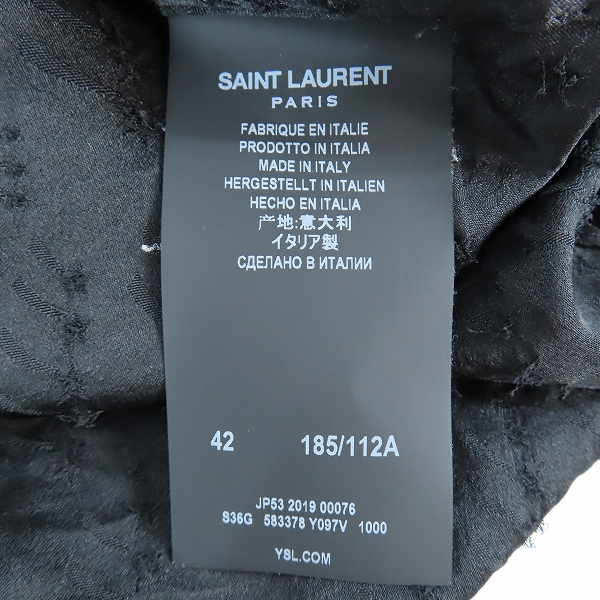 SAINT LAURENT
PARIS
FABRIQUE EN ITALIE
PRODOTTO IN ITALIA
MADE IN ITALY
HERGESTELLT IN ITALIEN
HECHO EN ITALIA
产地:意大利
イタリア製
СДЕЛАНО В ИТАЛИИ
42 185/112A
JP53 2019 00076
S36G 583378 Y097V 1000
YSL.COM